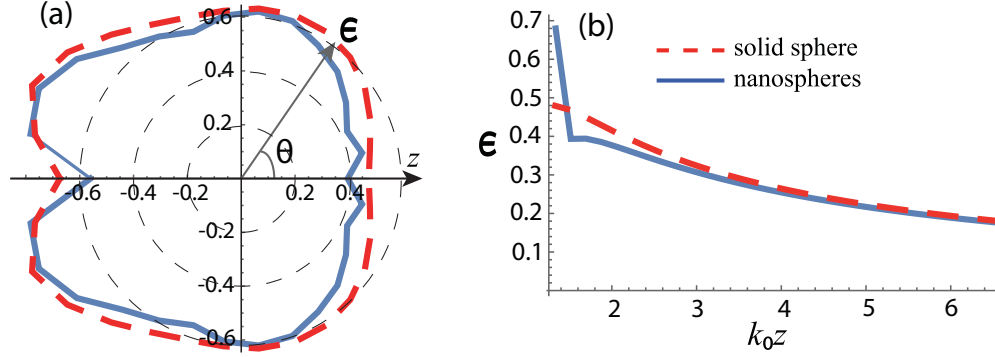 (a)
ϵ
θ
z
0.6
0.4
0.2
-0.6 -0.4 -0.2 0.2 0.4
-0.2
-0.4
-0.6
(b)
solid sphere
nanospheres
ϵ
0.7
0.6
0.5
0.4
0.3
0.2
0.1
2 3 4 5 6
k₀z